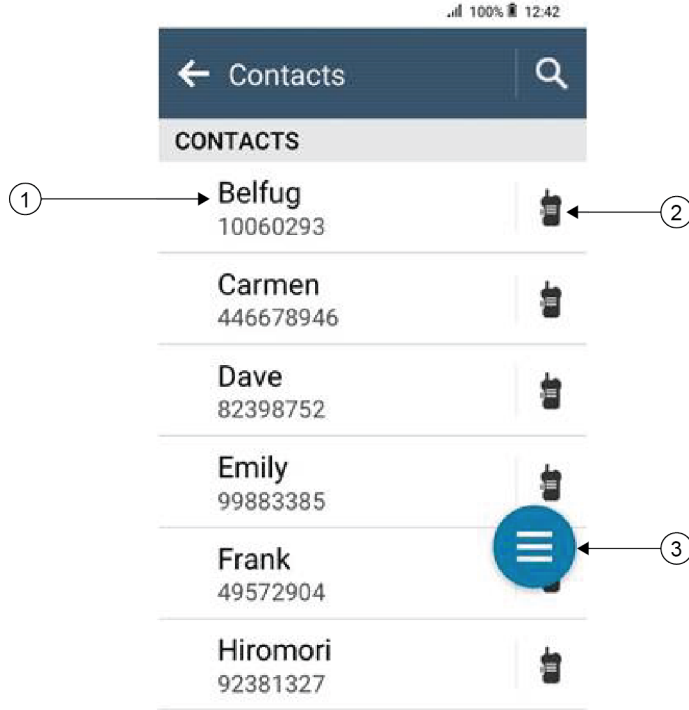 100% 12:42
Contacts
CONTACTS
1
Belfug
10060293
2
Carmen
446678946
Dave
82398752
Emily
99883385
3
Frank
49572904
Hiromori
92381327